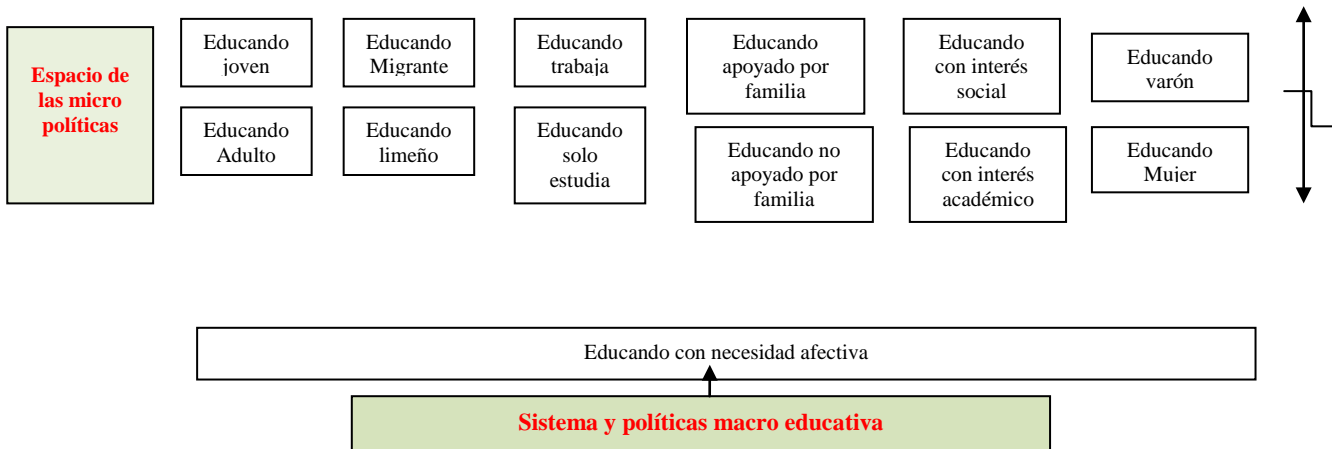 Espacio de
las micro
políticas
Educando
joven
Educando
Migrante
Educando
trabaja
Educando
apoyado por
familia
Educando
con interés
social
Educando
varón
Educando
Adulto
Educando
limeño
Educando
solo
estudia
Educando no
apoyado por
familia
Educando
con interés
académico
Educando
Mujer
Educando con necesidad afectiva
Sistema y políticas macro educativa